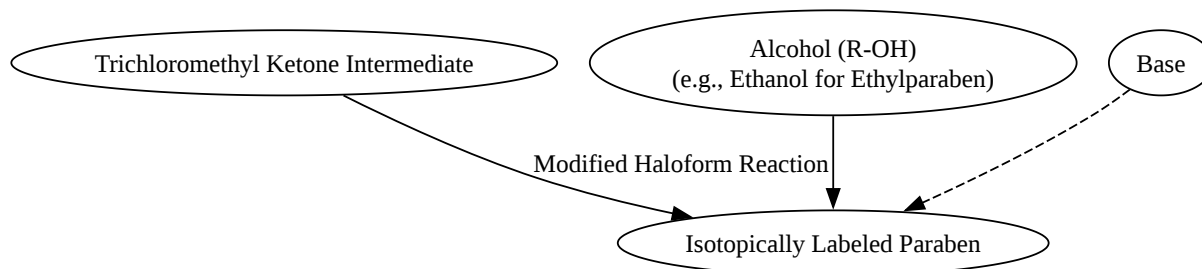 Trichloromethyl Ketone Intermediate
Alcohol (R-OH)
(e.g., Ethanol for Ethylparaben)
Base
Modified Haloform Reaction
Isotopically Labeled Paraben